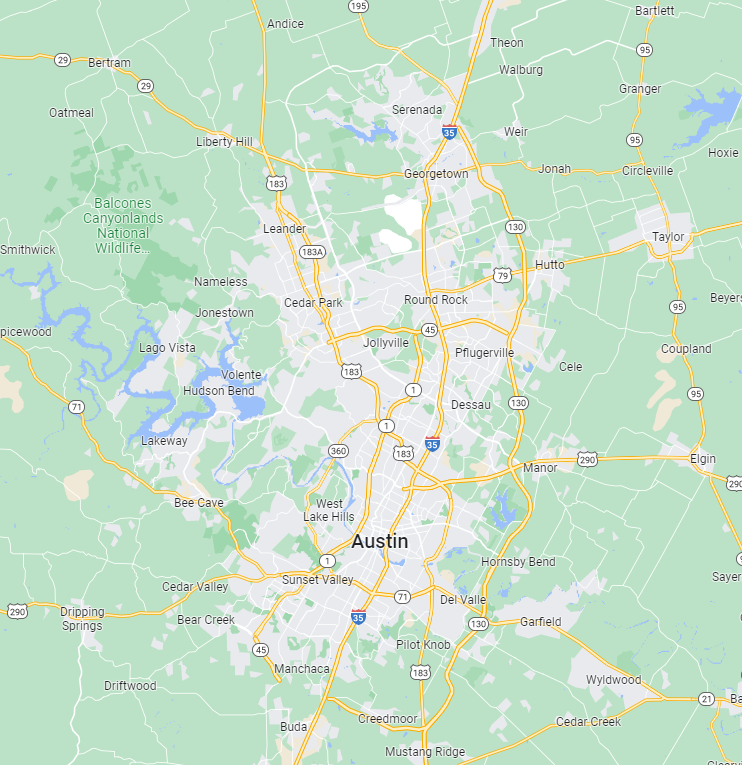 195
Andice
Bartlett
Theon
95
29
Bertram
Walburg
29
Granger
Oatmeal
Serenada
35
Weir
95
Liberty Hill
Hoxie
Jonah
Circleville
Georgetown
183
Balcones
Canyonlands
National
Wildlife...
130
Leander
Taylor
Smithwick
183A
Hutto
79
Nameless
Cedar Park
Round Rock
Beyers
95
Jonestown
picewood
45
Jollyville
Lago Vista
Pflugerville
Coupland
Cele
183
Volente
Hudson Bend
1
95
71
Dessau
130
1
Lakeway
35
360
183
Manor
290
Elgin
290
Bee Cave
West
Lake Hills
Austin
1
Hornsby Bend
Sunset Valley
Sayer
Cedar Valley
71
Del Valle
290
Dripping
Springs
Bear Creek
35
130
Garfield
Pilot Knob
45
Manchaca
183
Wyldwood
Driftwood
21
Ba
Creedmoor
Cedar Creek
Buda
Mustang Ridge